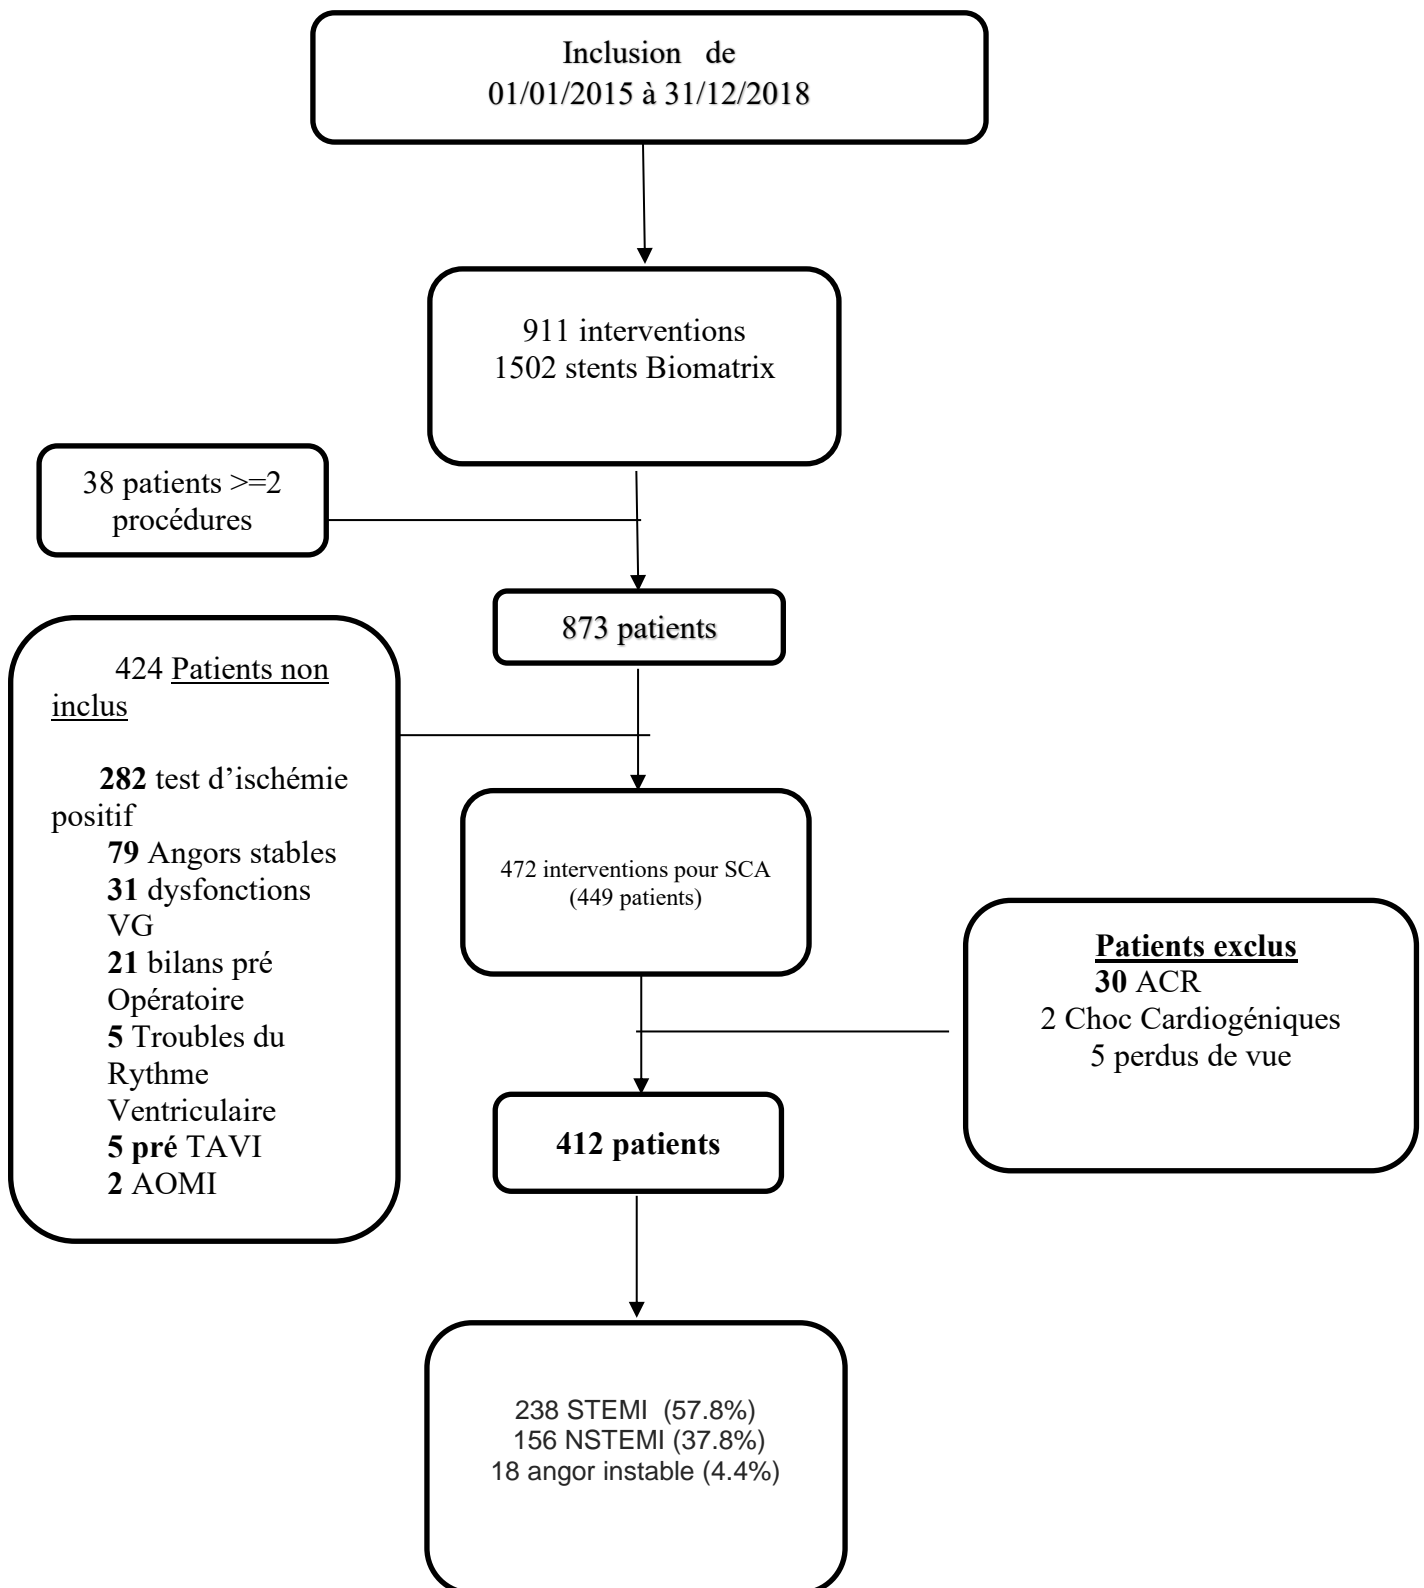 Inclusion de
01/01/2015 à 31/12/2018
911 interventions
1502 stents Biomatrix
38 patients >=2
procédures
873 patients
424 Patients non
inclus
282 test d’ischémie
positif
79 Angors stables
31 dysfonctions
VG
21 bilans pré
Opératoire
5 Troubles du
Rythme
Ventriculaire
5 pré TAVI
2 AOMI
472 interventions pour SCA
(449 patients)
Patients exclus
30 ACR
2 Choc Cardiogéniques
5 perdus de vue
412 patients
238 STEMI (57.8%)
156 NSTEMI (37.8%)
18 angor instable (4.4%)